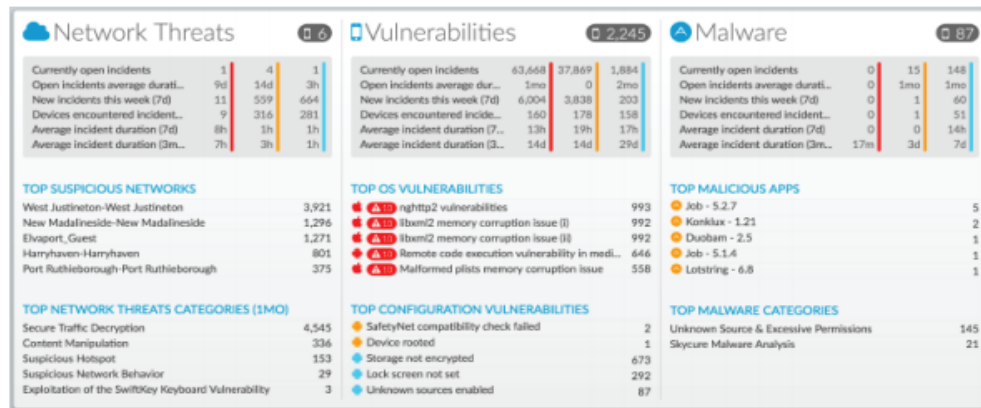 Network Threats
6
Currently open incidents 1 4 1
Open incidents average durati... 9d 14d 3h
New incidents this week (7d) 11 559 664
Devices encountered incident... 9 316 281
Average incident duration (7d) 8h 1h 1h
Average incident duration (3m... 7h 3h 1h
TOP SUSPICIOUS NETWORKS
West Justineton-West Justineton 3,921
New Madalineside-New Madalineside 1,296
Elvaport_Guest 1,271
Harryhaven-Harryhaven 801
Port Ruthieborough-Port Ruthieborough 375
TOP NETWORK THREATS CATEGORIES (1MO)
Secure Traffic Decryption 4,545
Content Manipulation 336
Suspicious Hotspot 153
Suspicious Network Behavior 29
Exploitation of the SwiftKey Keyboard Vulnerability 3
Vulnerabilities
2,245
Currently open incidents 63,668 37,869 1,884
Open incidents average dur... 1mo 0 2mo
New incidents this week (7d) 6,004 3,838 203
Devices encountered incide... 160 178 158
Average incident duration (7... 13h 19h 17h
Average incident duration (3... 14d 14d 29d
TOP OS VULNERABILITIES
10 nghttp2 vulnerabilities 993
10 libxml2 memory corruption issue (i) 992
10 libxml2 memory corruption issue (ii) 992
10 Remote code execution vulnerability in medi... 646
10 Malformed plists memory corruption issue 558
TOP CONFIGURATION VULNERABILITIES
SafetyNet compatibility check failed 2
Device rooted 1
Storage not encrypted 673
Lock screen not set 292
Unknown sources enabled 87
Malware
87
Currently open incidents 0 15 148
Open incidents average durati... 0 1mo 1mo
New incidents this week (7d) 0 1 60
Devices encountered incident... 0 1 51
Average incident duration (7d) 0 0 14h
Average incident duration (3m... 17m 3d 7d
TOP MALICIOUS APPS
Job - 5.2.7 5
Konklux - 1.21 2
Duobam - 2.5 1
Job - 5.1.4 1
Lotstring - 6.8 1
TOP MALWARE CATEGORIES
Unknown Source & Excessive Permissions 145
Skycure Malware Analysis 21